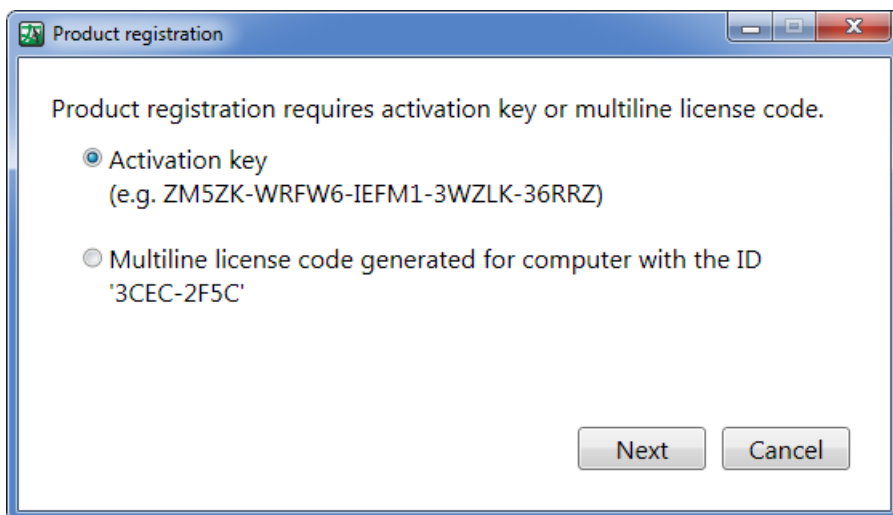 Product registration
Product registration requires activation key or multiline license code.
Activation key
(e.g. ZM5ZK-WRFW6-IEFM1-3WZLK-36RRZ)
Multiline license code generated for computer with the ID
'3CEC-2F5C'
Next
Cancel